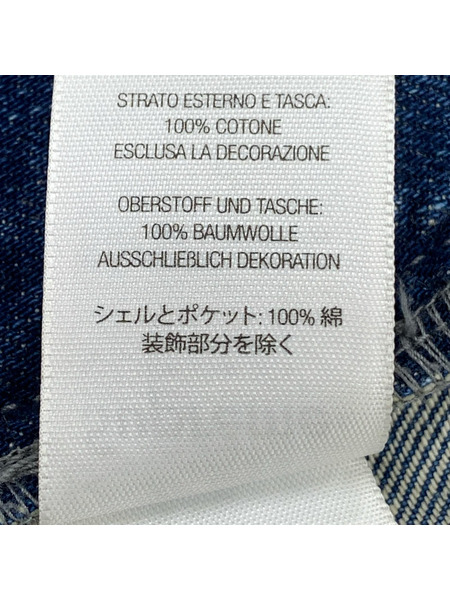 STRATO ESTERNO E TASCA:
100% COTONE
ESCLUSA LA DECORAZIONE
OBERSTOFF UND TASCHE:
100% BAUMWOLLE
AUSSCHLIEßLICH DEKORATION
シェルとポケット: 100% 綿
装飾部分を除く